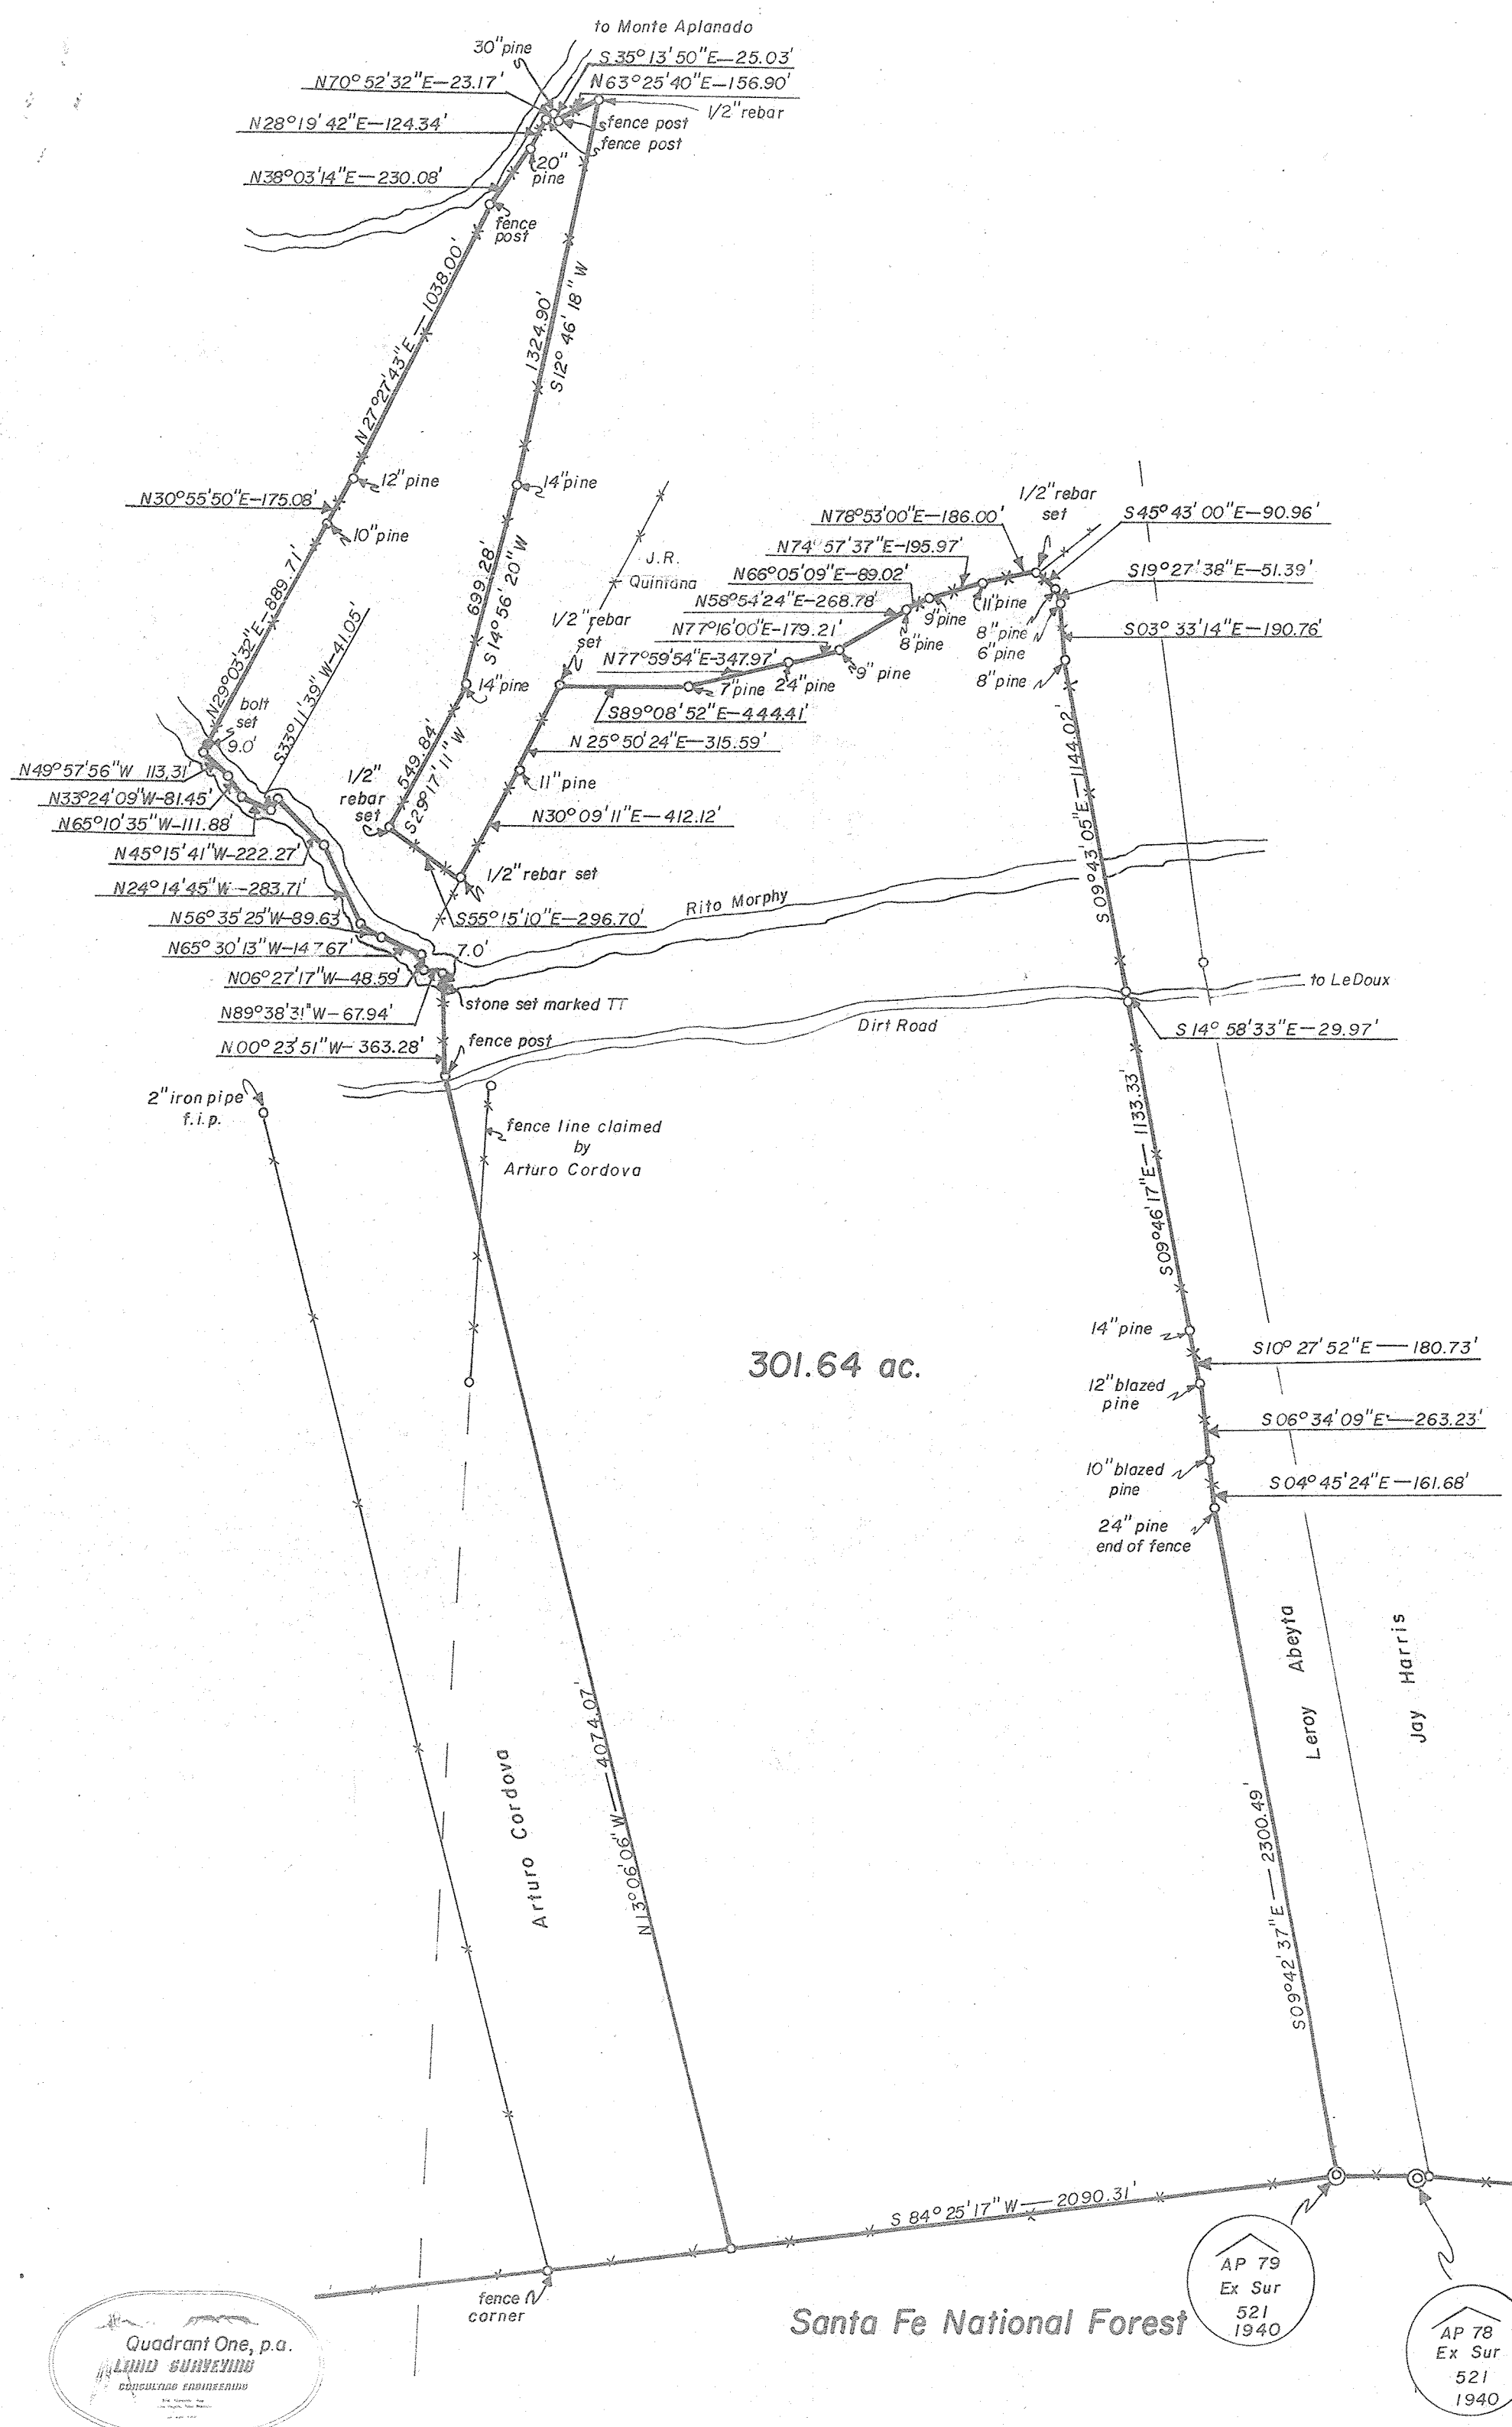 to Monte Aplanado
30" pine
S 35° 13' 50" E—25.03'
N70° 52' 32" E—23.17'
N63° 25' 40" E—156.90'
1/2" rebar
N28° 19' 42" E—124.34'
fence post
fence post
20"
pine
N38° 03' 14" E—230.08'
fence
post
N 27° 27' 43" E—1038.00'
1324.90'
S12° 46' 18" W
12" pine
N30° 55' 50" E—175.08'
10" pine
14" pine
N29° 03' 32" E—889.71'
699.28'
S 14° 56' 20" W
J.R.
Quintana
1/2" rebar
set
N78° 53' 00" E—186.00'
S45° 43' 00" E—90.96'
N74° 57' 37" E—195.97'
N66° 05' 09" E—89.02'
S19° 27' 38" E—51.39'
N58° 54' 24" E—268.78'
9" pine
11" pine
1/2" rebar
set
N77° 16' 00" E—179.21'
8" pine
8" pine
6" pine
S03° 33' 14" E—190.76'
N77° 59' 54" E—347.97'
9" pine
8" pine
14" pine
7" pine
24" pine
S89° 08' 52" E—444.41'
bolt
set
9.0'
S33° 11' 39" W—41.05'
N 25° 50' 24" E—315.59'
N49° 57' 56" W 113.31'
N33° 24' 09" W—81.45'
1/2"
rebar
set
549.84'
S29° 17' 11" W
11" pine
S 09° 43' 05" E—1144.02'
N65° 10' 35" W—111.88'
N30° 09' 11" E—412.12'
N45° 15' 41" W—222.27'
N24° 14' 45" W—283.71'
1/2" rebar set
N56° 35' 25" W—89.63'
S55° 15' 10" E—296.70'
Rito Morphy
N65° 30' 13" W—147.67'
7.0'
N06° 27' 17" W—48.59'
stone set marked TT
to LeDoux
N89° 38' 31" W—67.94'
Dirt Road
S 14° 58' 33" E—29.97'
N 00° 23' 51" W—363.28'
fence post
2" iron pipe
f.i.p.
fence line claimed
by
Arturo Cordova
S09° 46' 17" E—1133.33'
14" pine
301.64 ac.
S10° 27' 52" E—180.73'
12" blazed
pine
S 06° 34' 09" E—263.23'
10" blazed
pine
S 04° 45' 24" E—161.68'
24" pine
end of fence
Leroy Abeyta
Jay Harris
Arturo Cordova
N 13° 06' 06" W—4074.07'
S09° 42' 37" E—2300.49'
S 84° 25' 17" W—2090.31'
fence
corner
Santa Fe National Forest
AP 79
Ex Sur
521
1940
AP 78
Ex Sur
521
1940
Quadrant One, p.a.
LAND SURVEYING
CONSULTING ENGINEERING